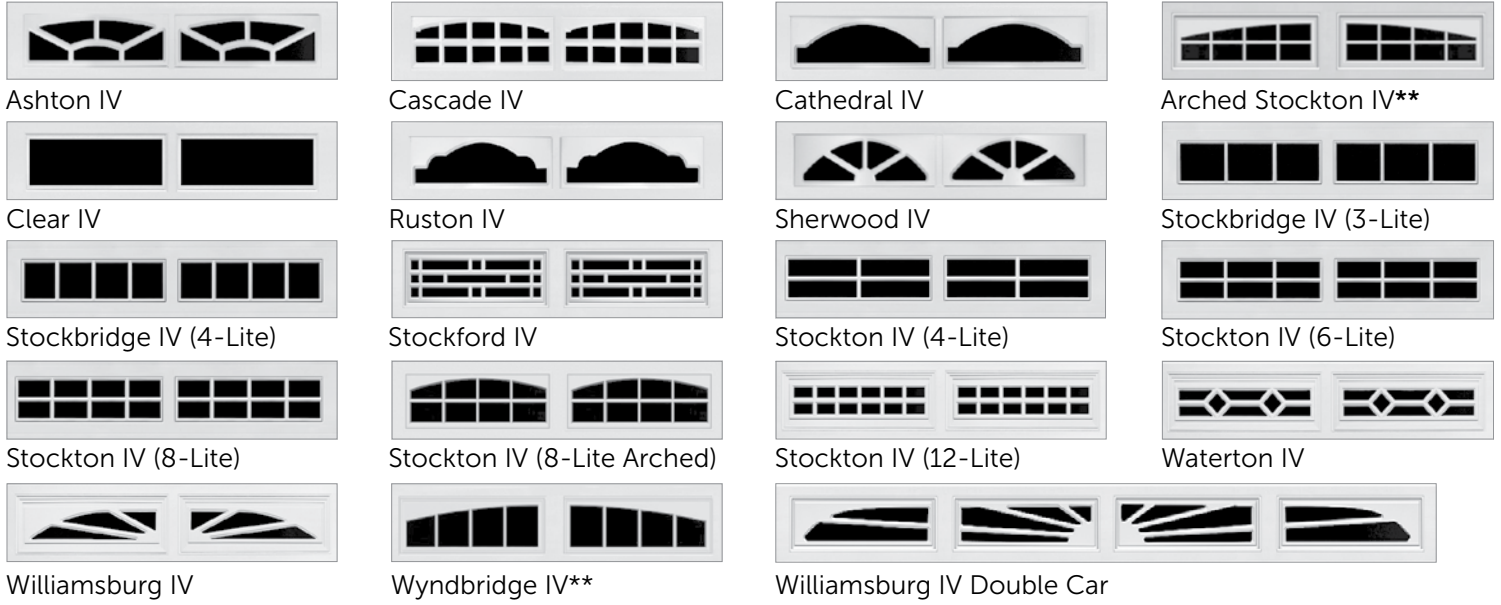 Ashton IV
Cascade IV
Cathedral IV
Arched Stockton IV**
Clear IV
Ruston IV
Sherwood IV
Stockbridge IV (3-Lite)
Stockbridge IV (4-Lite)
Stockford IV
Stockton IV (4-Lite)
Stockton IV (6-Lite)
Stockton IV (8-Lite)
Stockton IV (8-Lite Arched)
Stockton IV (12-Lite)
Waterton IV
Williamsburg IV
Wyndbridge IV**
Williamsburg IV Double Car